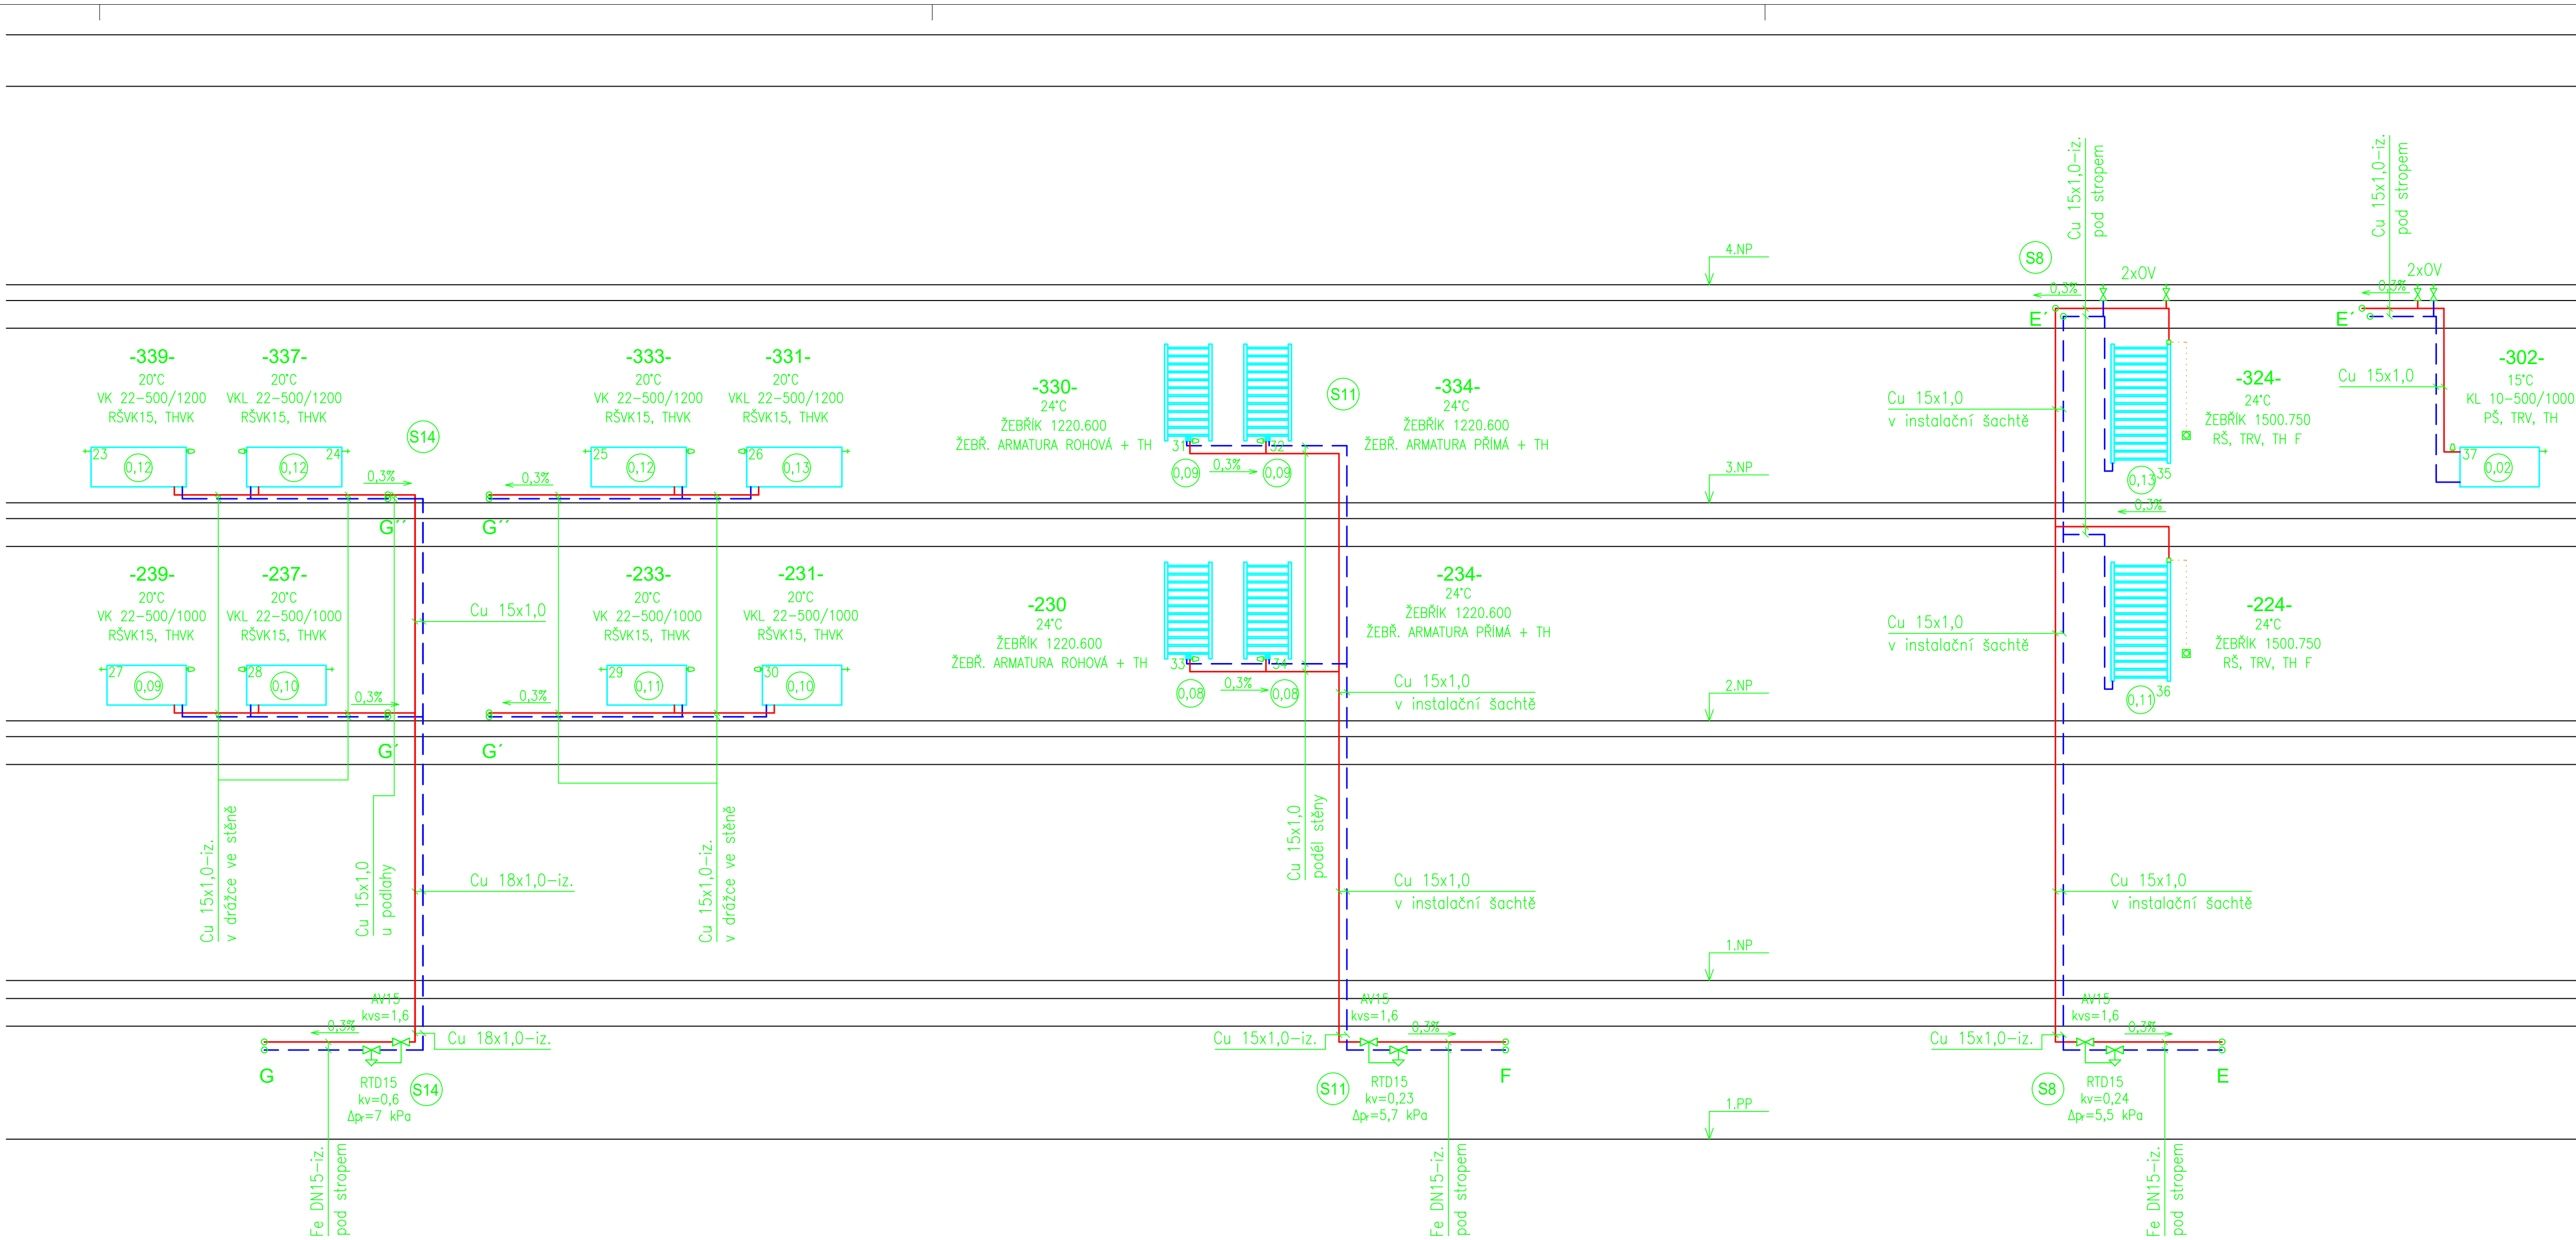 4.NP
S8
Cu 15x1,0-iz.
pod stropem
2xOV
0,3%
E´
Cu 15x1,0-iz.
pod stropem
2xOV
0,3%
E´
-339-
20°C
VK 22-500/1200
RŠVK15, THVK
23
0,12
-337-
20°C
VKL 22-500/1200
RŠVK15, THVK
24
0,12
S14
0,3%
G´´
-333-
20°C
VK 22-500/1200
RŠVK15, THVK
25
0,12
-331-
20°C
VKL 22-500/1200
RŠVK15, THVK
26
0,13
0,3%
G´´
-330-
24°C
ŽEBŘÍK 1220.600
ŽEBŘ. ARMATURA ROHOVÁ + TH
31
0,09
0,3%
32
0,09
S11
-334-
24°C
ŽEBŘÍK 1220.600
ŽEBŘ. ARMATURA PŘÍMÁ + TH
3.NP
Cu 15x1,0
v instalační šachtě
-324-
24°C
ŽEBŘÍK 1500.750
RŠ, TRV, TH F
0,13
35
0,3%
Cu 15x1,0
-302-
15°C
KL 10-500/1000
PŠ, TRV, TH
37
0,02
-239-
20°C
VK 22-500/1000
RŠVK15, THVK
27
0,09
-237-
20°C
VKL 22-500/1000
RŠVK15, THVK
28
0,10
0,3%
G´
Cu 15x1,0
-233-
20°C
VK 22-500/1000
RŠVK15, THVK
29
0,11
-231-
20°C
VKL 22-500/1000
RŠVK15, THVK
30
0,10
0,3%
G´
-230
24°C
ŽEBŘÍK 1220.600
ŽEBŘ. ARMATURA ROHOVÁ + TH
33
0,08
0,3%
34
0,08
-234-
24°C
ŽEBŘÍK 1220.600
ŽEBŘ. ARMATURA PŘÍMÁ + TH
Cu 15x1,0
v instalační šachtě
2.NP
Cu 15x1,0
v instalační šachtě
-224-
24°C
ŽEBŘÍK 1500.750
RŠ, TRV, TH F
0,11
36
Cu 15x1,0-iz.
v drážce ve stěně
Cu 15x1,0
u podlahy
Cu 18x1,0-iz.
Cu 15x1,0-iz.
v drážce ve stěně
Cu 15x1,0
podél stěny
Cu 15x1,0
v instalační šachtě
1.NP
Cu 15x1,0
v instalační šachtě
AV15
kvs=1,6
0,3%
Cu 18x1,0-iz.
G
RTD15
kv=0,6
Δpr=7 kPa
S14
Fe DN15-iz.
pod stropem
AV15
kvs=1,6
0,3%
Cu 15x1,0-iz.
S11
RTD15
kv=0,23
Δpr=5,7 kPa
F
Fe DN15-iz.
pod stropem
1.PP
AV15
kvs=1,6
0,3%
Cu 15x1,0-iz.
S8
RTD15
kv=0,24
Δpr=5,5 kPa
E
Fe DN15-iz.
pod stropem